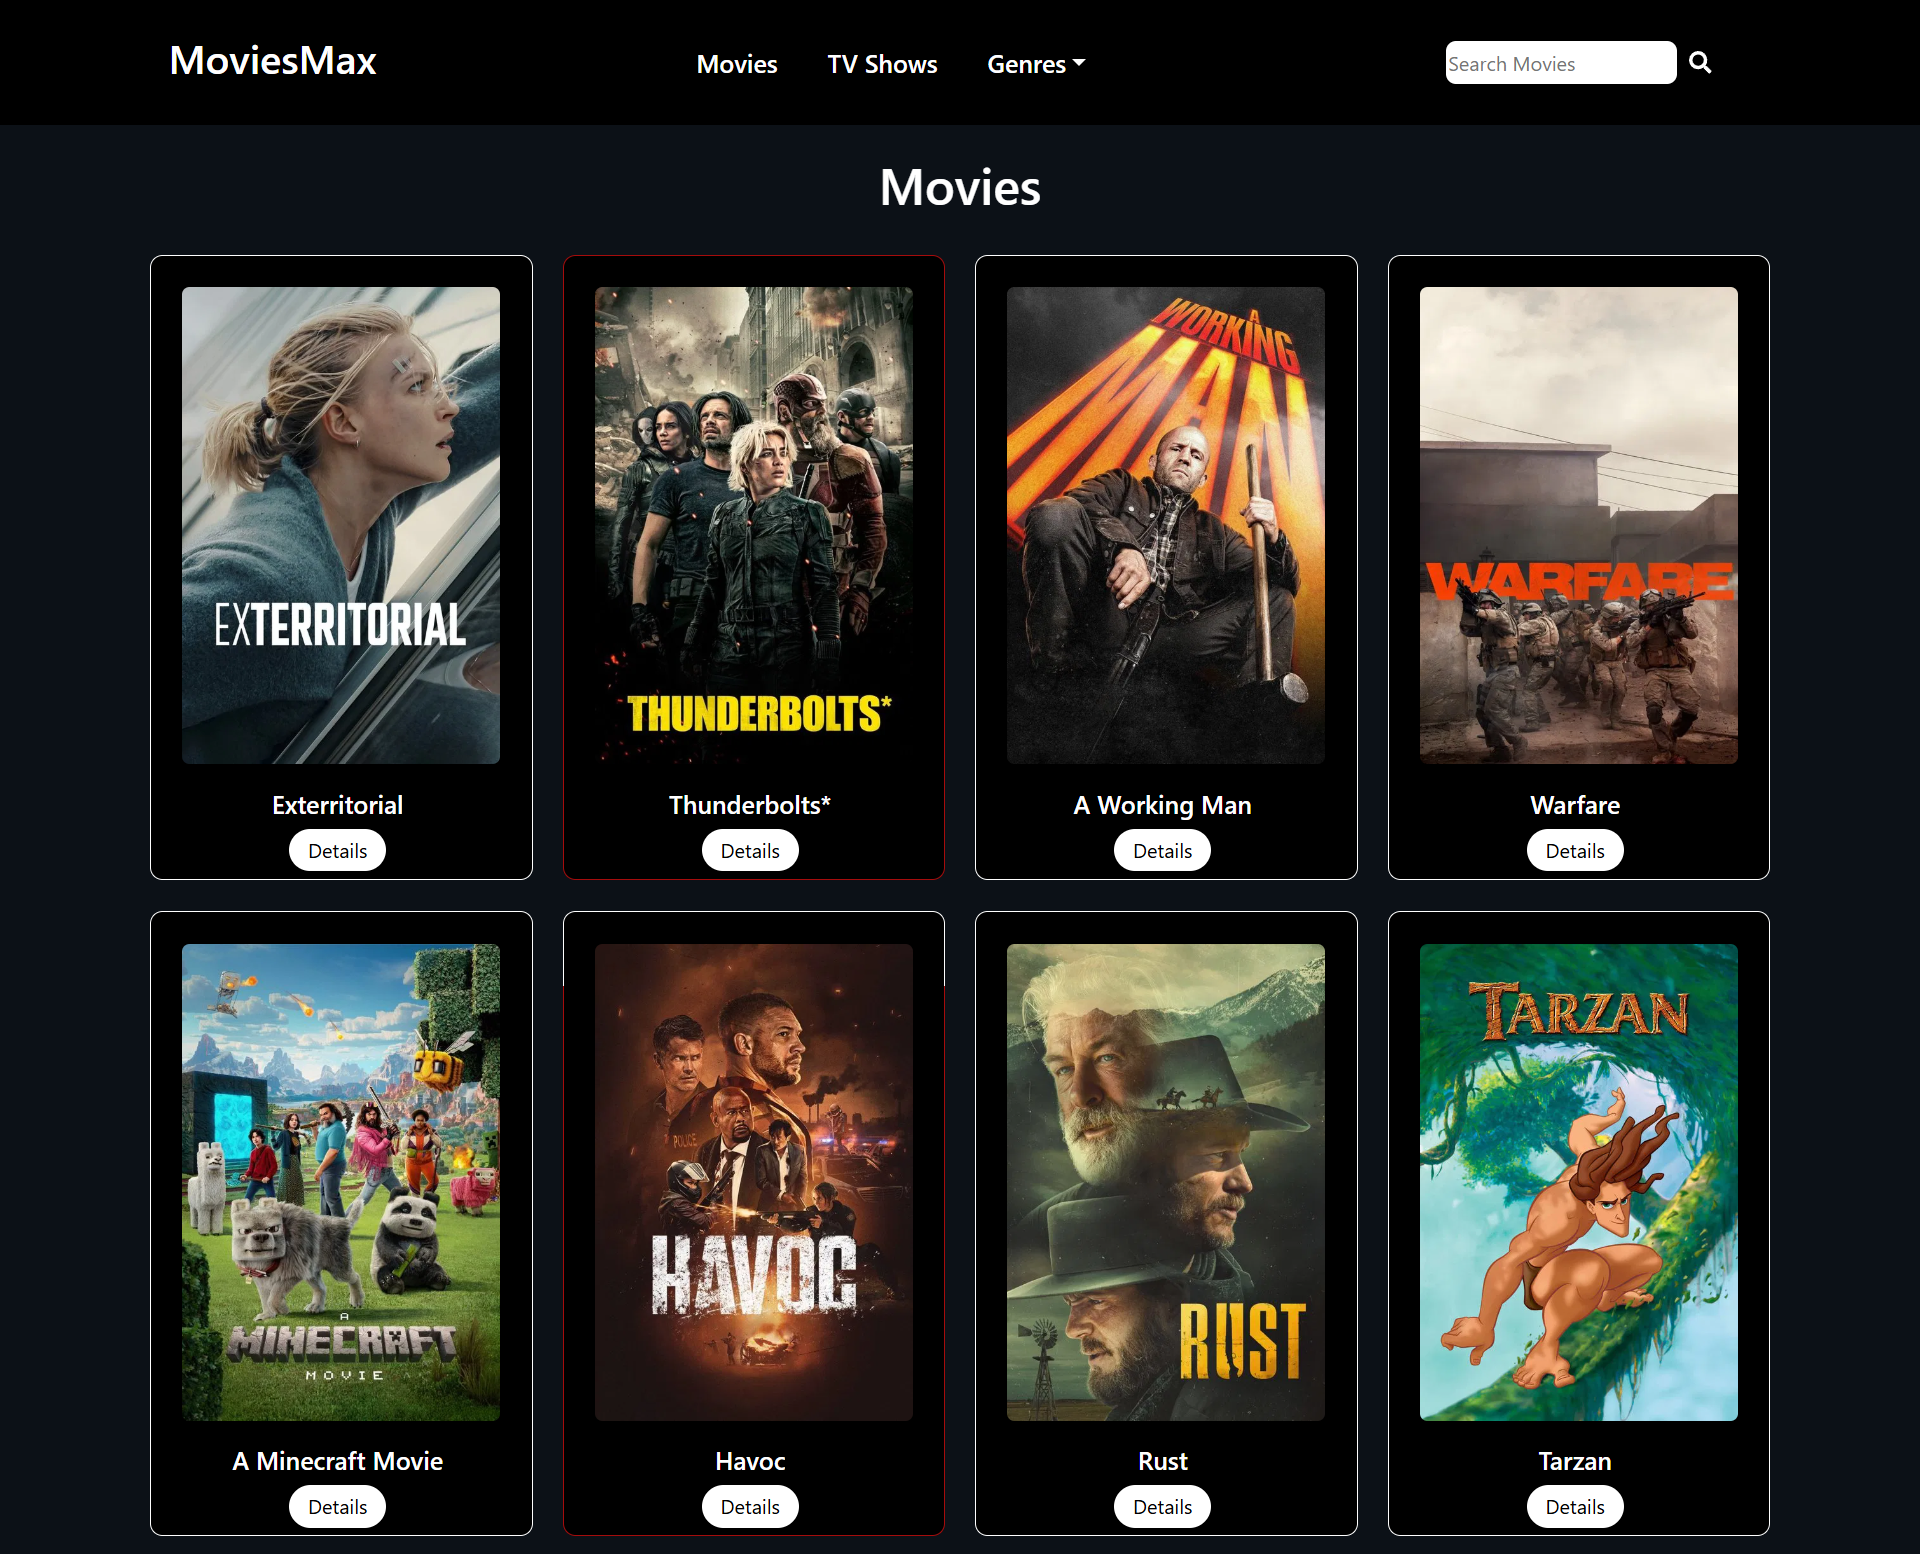 MoviesMax
Movies
TV Shows
Genres
Search Movies
Movies
EXTERRITORIAL
THUNDERBOLTS*
A
WORKING
MAN
WARFARE
Exterritorial
Thunderbolts*
A Working Man
Warfare
Details
Details
Details
Details
A
MINECRAFT
MOVIE
POLICE
HAVOC
RUST
TARZAN
A Minecraft Movie
Havoc
Rust
Tarzan
Details
Details
Details
Details